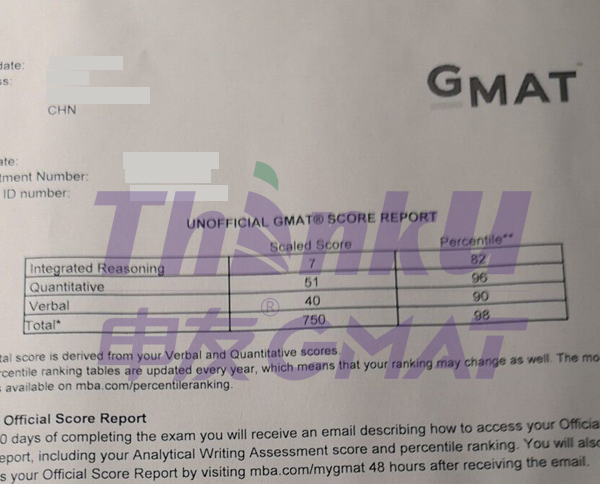 date:
ss:
CHN
GMAT
ate:
tment Number:
ID number:
ThinkU
UNOFFICIAL GMAT® SCORE REPORT
Scaled Score Percentile**
Integrated Reasoning 7 82
Quantitative 51 96
Verbal 40 90
Total* 750 98
®
申友GMAT
tal score is derived from your Verbal and Quantitative scores.
rcentile ranking tables are updated every year, which means that your ranking may change as well. The mo
s available on mba.com/percentileranking.
Official Score Report
0 days of completing the exam you will receive an email describing how to access your Officia
eport, including your Analytical Writing Assessment score and percentile ranking. You will also
s your Official Score Report by visiting mba.com/mygmat 48 hours after receiving the email.